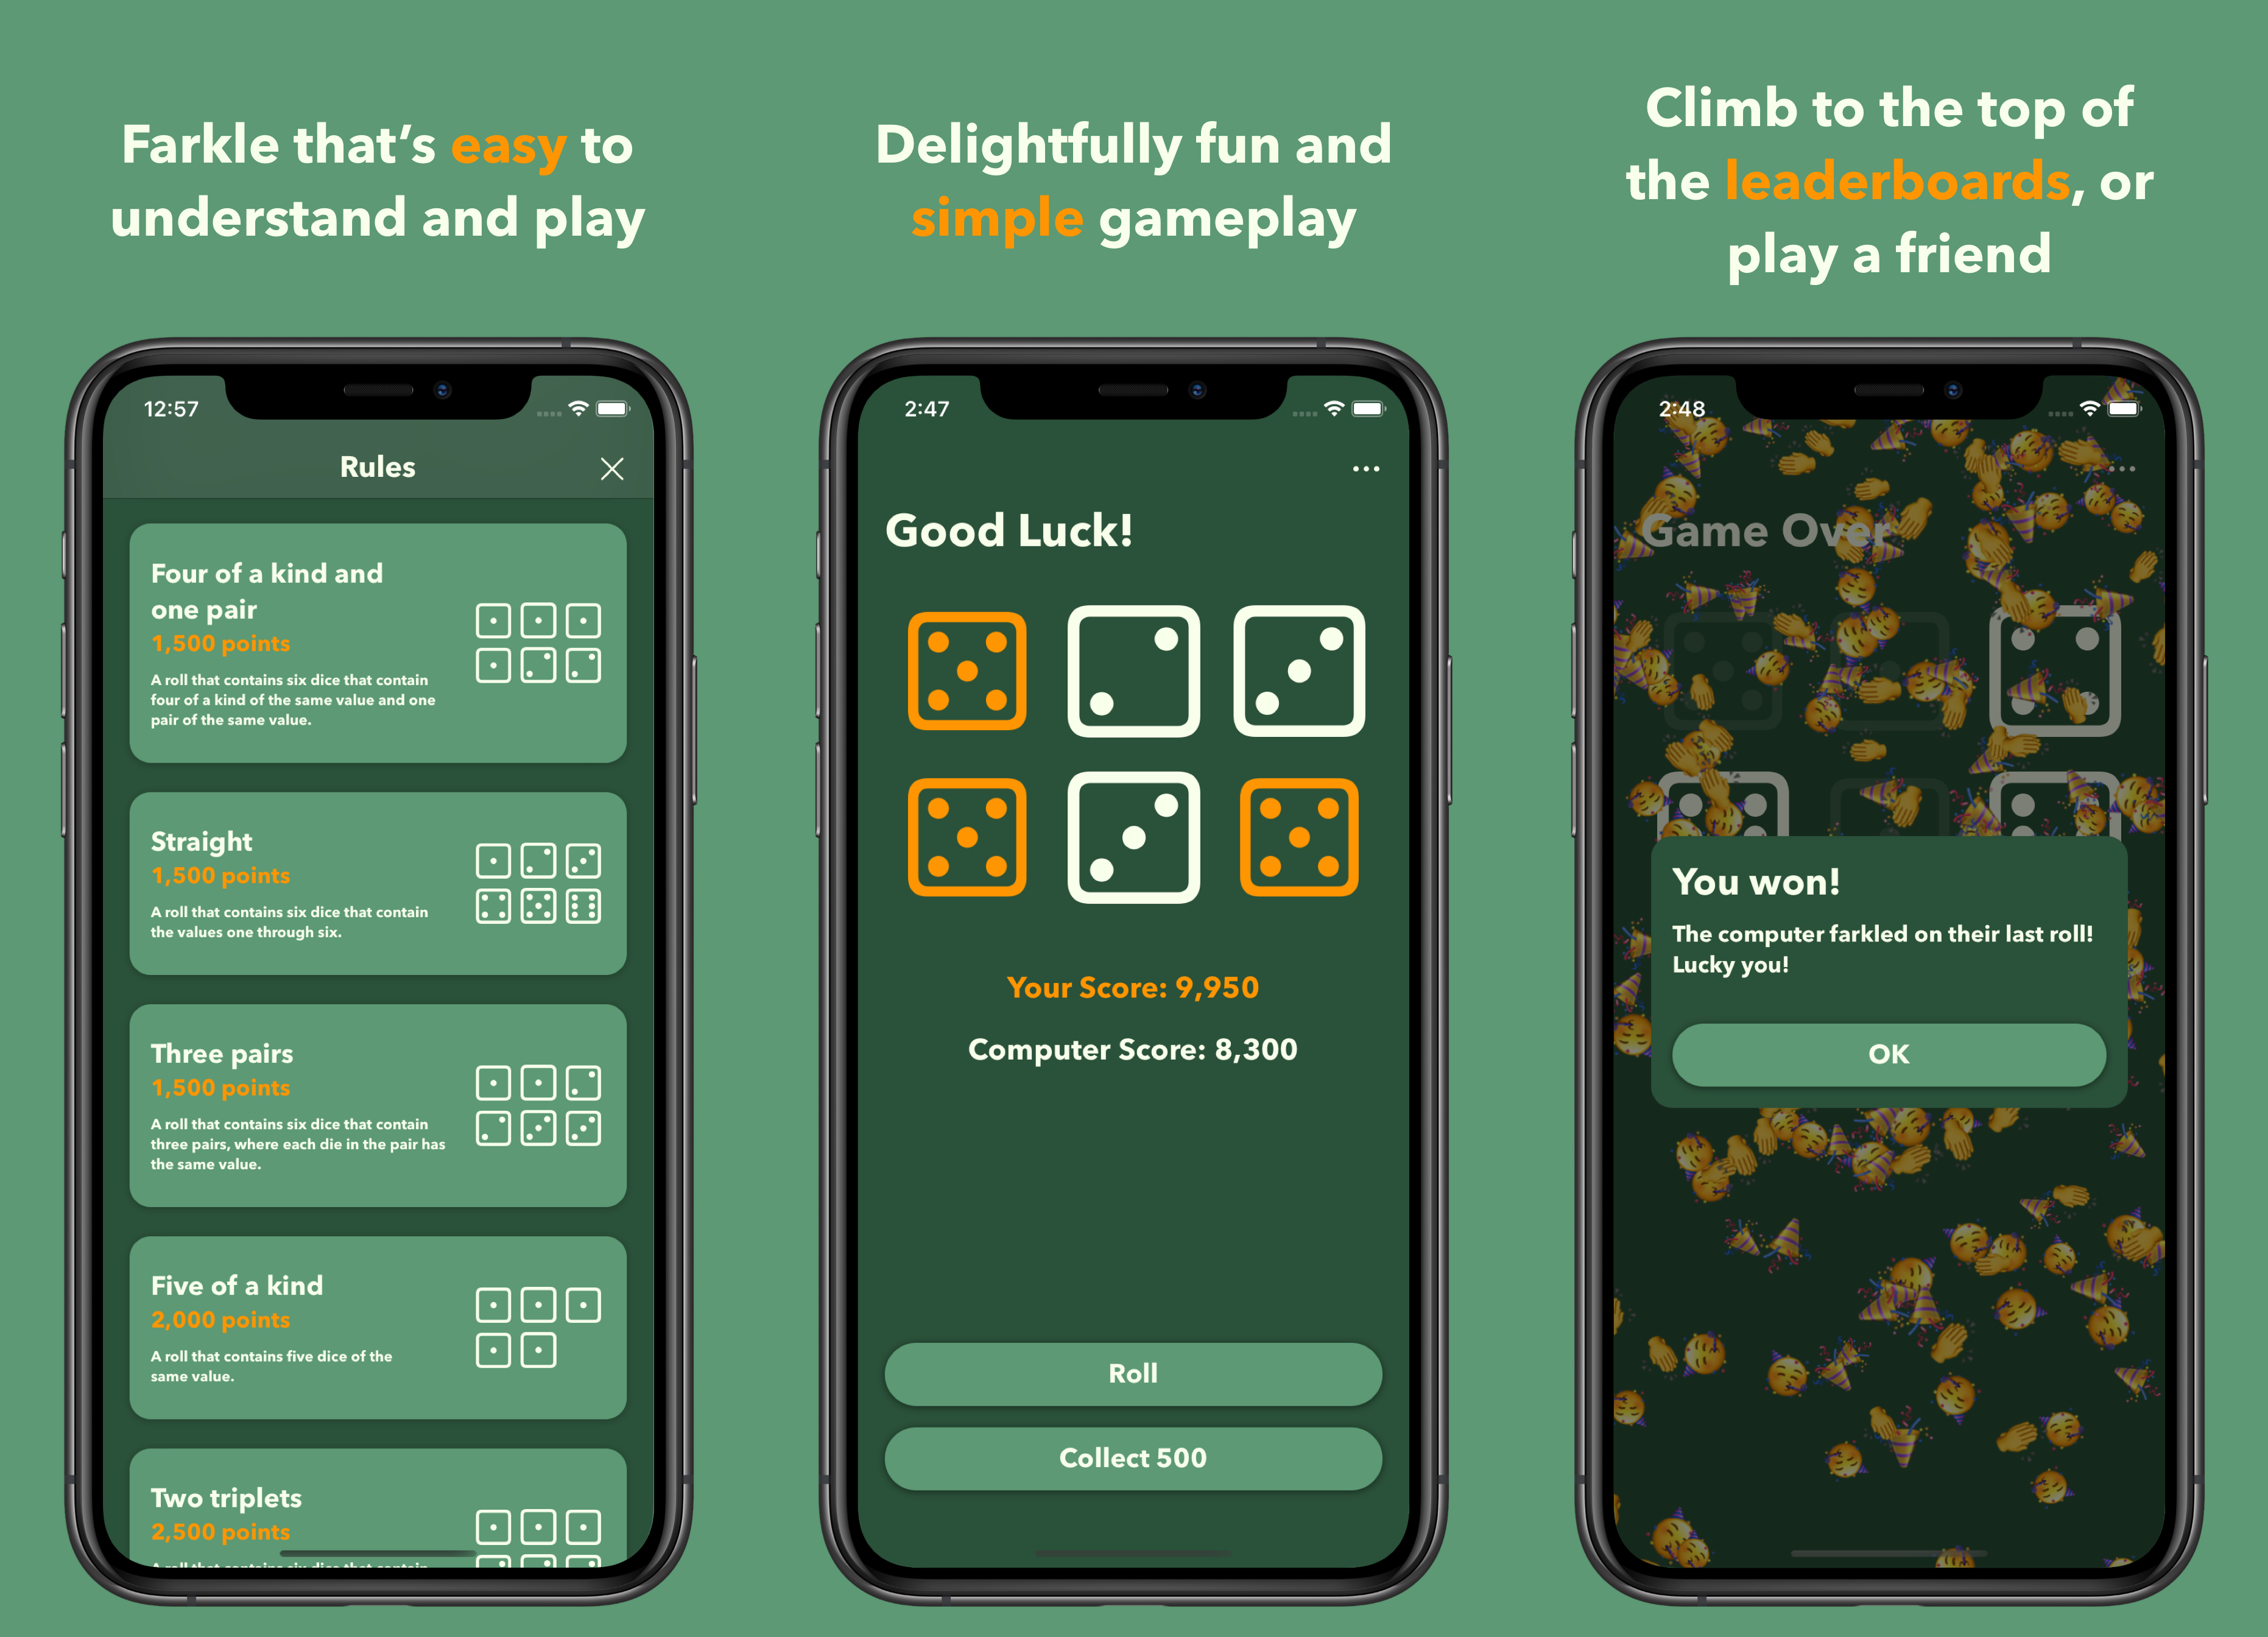 Farkle that's easy to
understand and play
12:57
Rules
Four of a kind and
one pair
1,500 points
A roll that contains six dice that contain
four of a kind of the same value and one
pair of the same value.
Straight
1,500 points
A roll that contains six dice that contain
the values one through six.
Three pairs
1,500 points
A roll that contains six dice that contain
three pairs, where each die in the pair has
the same value.
Five of a kind
2,000 points
A roll that contains five dice of the
same value.
Two triplets
2,500 points
A roll that contains six dice that contain
Delightfully fun and
simple gameplay
2:47
Good Luck!
Your Score: 9,950
Computer Score: 8,300
Roll
Collect 500
Climb to the top of
the leaderboards, or
play a friend
2:48
Game Over
You won!
The computer farkled on their last roll!
Lucky you!
OK